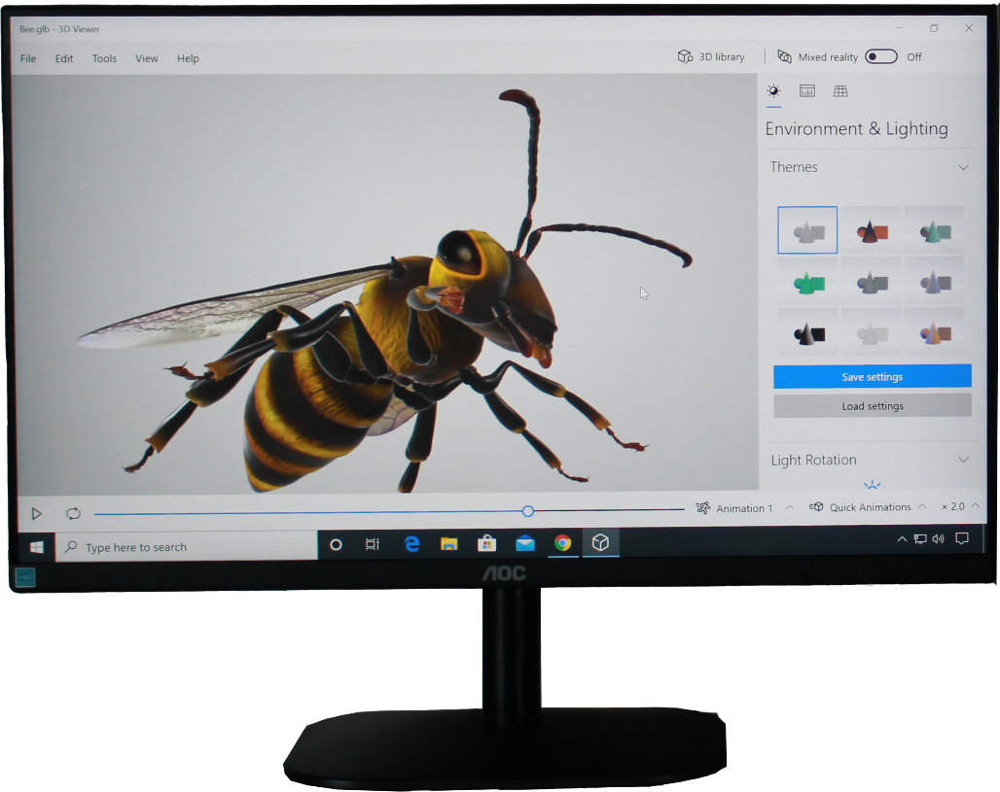 Bee.glb - 3D Viewer
File Edit Tools View Help 3D library Mixed reality Off
Environment & Lighting
Themes
Save settings
Load settings
Light Rotation
Animation 1 Quick Animations × 2.0
Type here to search
AOC